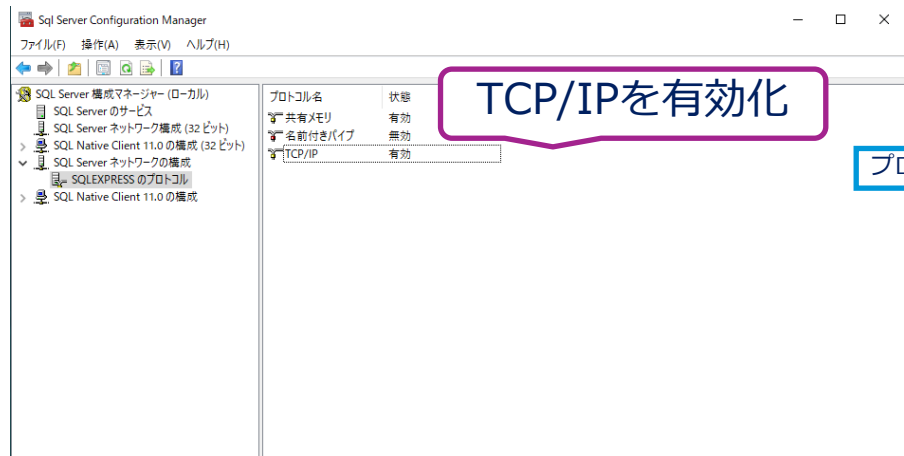 Sql Server Configuration Manager
ファイル(F) 操作(A) 表示(V) ヘルプ(H)
SQL Server 構成マネージャー (ローカル)
SQL Server のサービス
SQL Server ネットワーク構成 (32 ビット)
SQL Native Client 11.0 の構成 (32 ビット)
SQL Server ネットワークの構成
SQLEXPRESS のプロトコル
SQL Native Client 11.0 の構成
プロトコル名 状態
共有メモリ 有効
名前付きパイプ 無効
TCP/IP 有効
TCP/IPを有効化
プロ